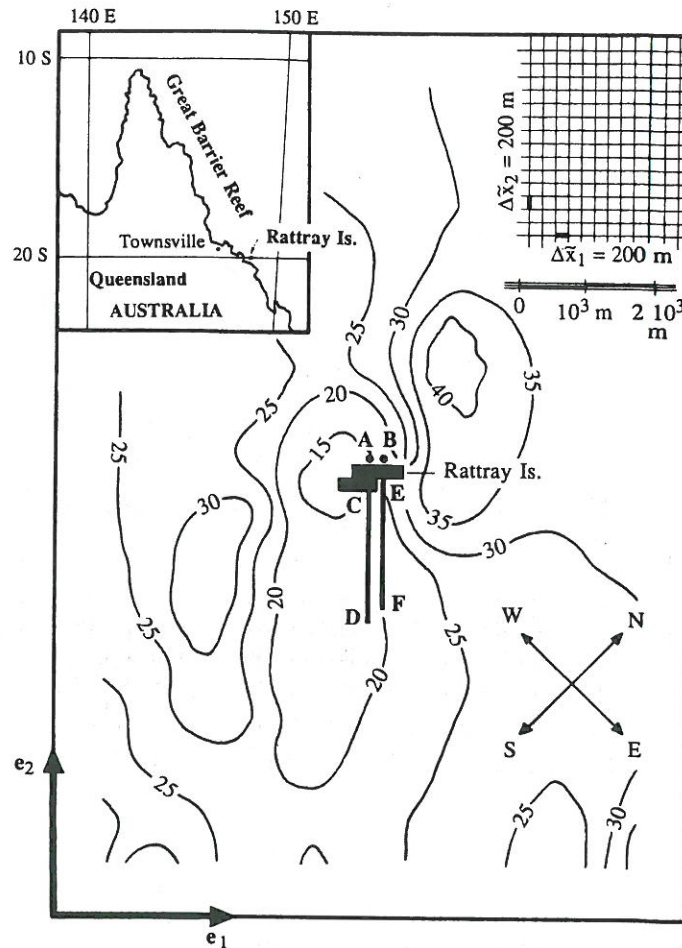 140 E
150 E
10 S
20 S
Great Barrier Reef
Townsville
Rattray Is.
Queensland
AUSTRALIA
Δx̃₂ = 200 m
Δx̃₁ = 200 m
0
10³ m
2 10³
m
25
30
35
40
25
20
15
A
B
Rattray Is.
C
E
35
30
25
30
20
25
D
F
25
20
W
N
S
E
25
25
30
e₂
e₁